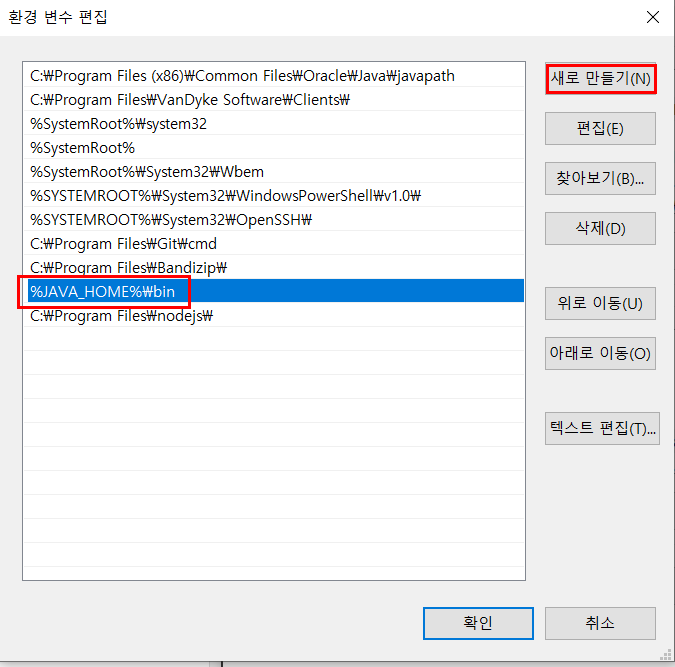 환경 변수 편집
C:₩Program Files (x86)₩Common Files₩Oracle₩Java₩javapath
C:₩Program Files₩VanDyke Software₩Clients₩
%SystemRoot%₩system32
%SystemRoot%
%SystemRoot%₩System32₩Wbem
%SYSTEMROOT%₩System32₩WindowsPowerShell₩v1.0₩
%SYSTEMROOT%₩System32₩OpenSSH₩
C:₩Program Files₩Git₩cmd
C:₩Program Files₩Bandizip₩
%JAVA_HOME%₩bin
C:₩Program Files₩nodejs₩
새로 만들기(N)
편집(E)
찾아보기(B)...
삭제(D)
위로 이동(U)
아래로 이동(O)
텍스트 편집(T)...
확인
취소